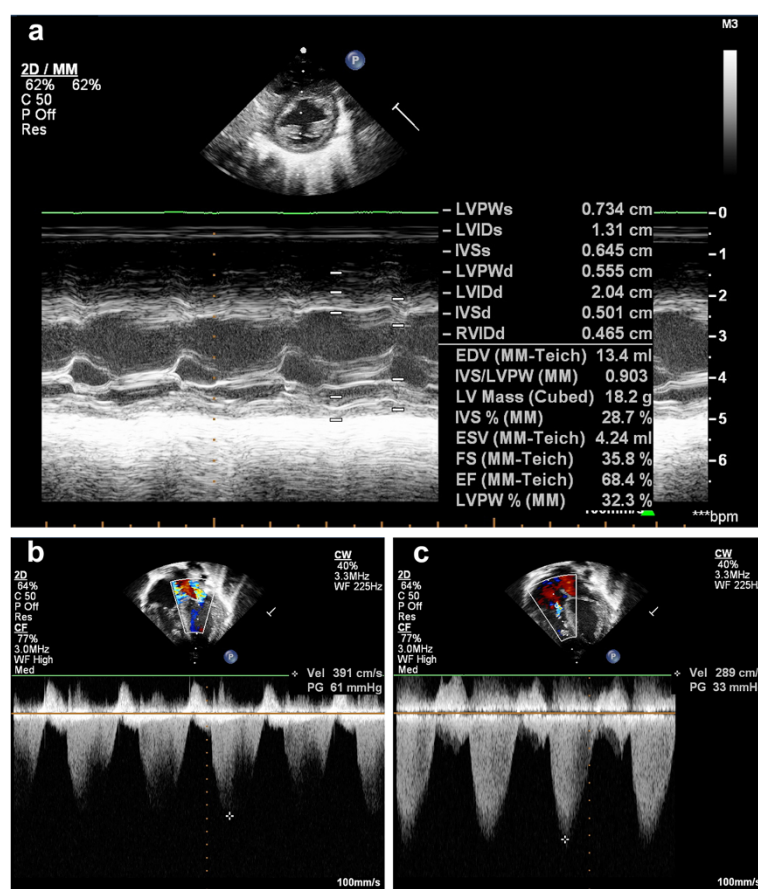 a
M3
2D / MM
62% 62%
C 50
P Off
Res
P
LVPWs 0.734 cm
LVIDs 1.31 cm
IVSs 0.645 cm
LVPWd 0.555 cm
LVIDd 2.04 cm
IVSd 0.501 cm
RVIDd 0.465 cm
EDV (MM-Teich) 13.4 ml
IVS/LVPW (MM) 0.903
LV Mass (Cubed) 18.2 g
IVS % (MM) 28.7 %
ESV (MM-Teich) 4.24 ml
FS (MM-Teich) 35.8 %
EF (MM-Teich) 68.4 %
LVPW % (MM) 32.3 %
0
1
2
3
4
5
6
100mm/s
***bpm
b
2D
64%
C 50
P Off
Res
CF
77%
3.0MHz
WF High
Med
CW
40%
3.3MHz
WF 225Hz
P
Vel 391 cm/s
PG 61 mmHg
100mm/s
c
2D
64%
C 50
P Off
Res
CF
77%
3.0MHz
WF High
Med
CW
40%
3.3MHz
WF 225Hz
P
Vel 289 cm/s
PG 33 mmH
100mm/s